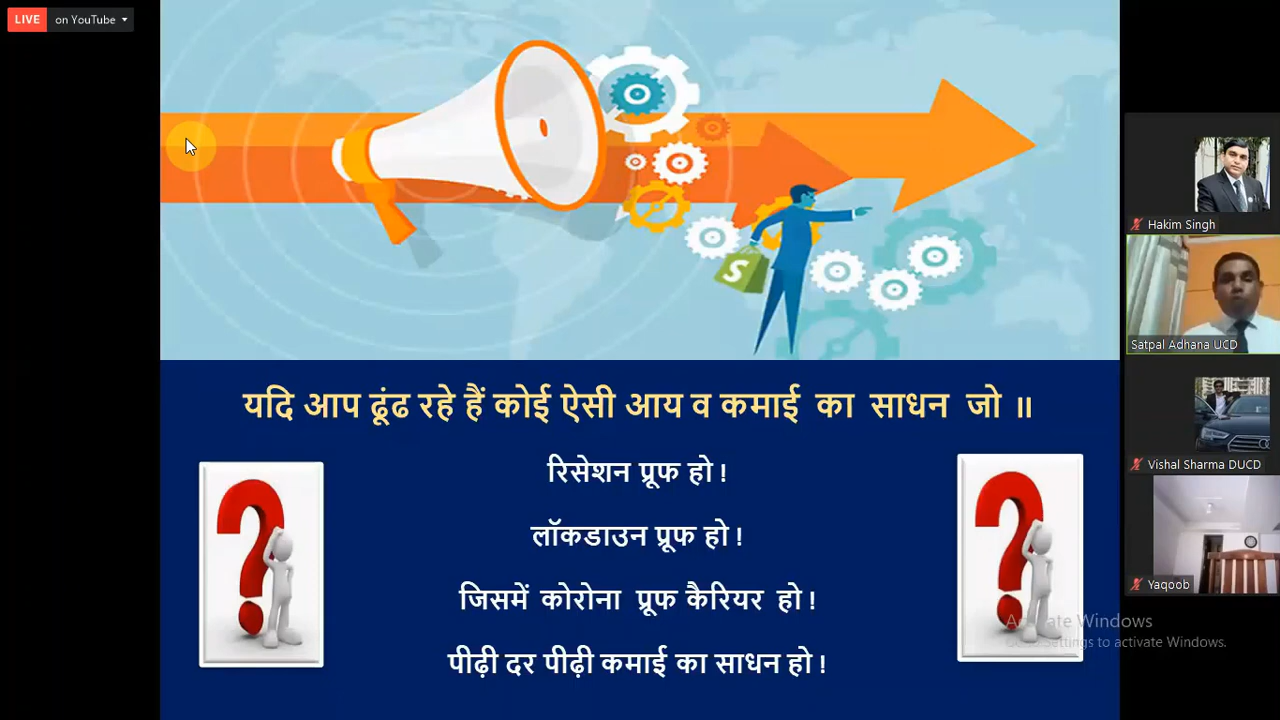 LIVE on YouTube
S
यदि आप ढूंढ रहे हैं कोई ऐसी आय व कमाई का साधन जो ॥
रिसेशन प्रूफ हो !
लॉकडाउन प्रूफ हो !
जिसमें कोरोना प्रूफ कैरियर हो !
पीढ़ी दर पीढ़ी कमाई का साधन हो !
Hakim Singh
Satpal Adhana UCD
Vishal Sharma DUCD
Yaqoob
Activate Windows
Go to Settings to activate Windows.